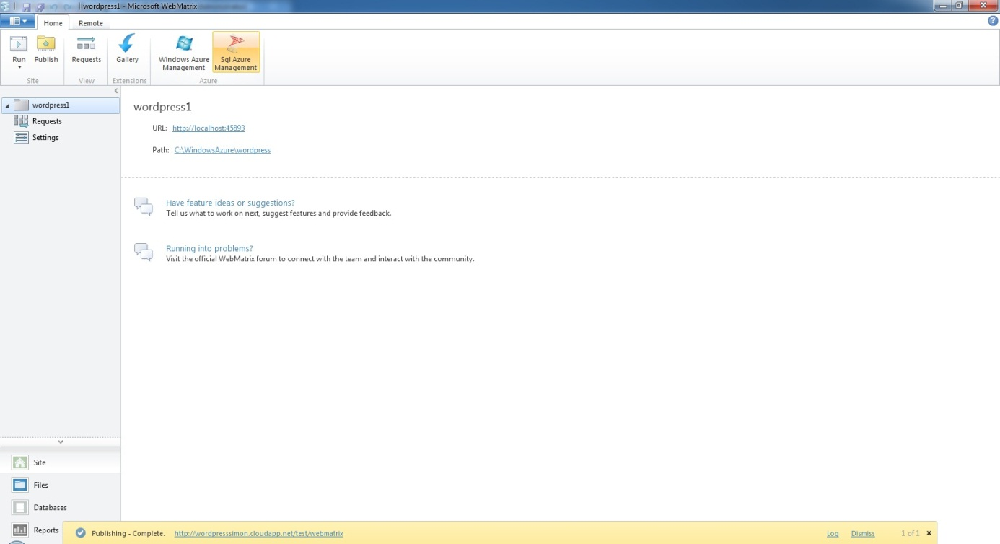 wordpress1 - Microsoft WebMatrix
Home Remote
Run Publish Requests Gallery Windows Azure Management Sql Azure Management
Site View Extensions Azure
wordpress1
Requests
Settings
wordpress1
URL: http://localhost:45893
Path: C:\WindowsAzure\wordpress
Have feature ideas or suggestions?
Tell us what to work on next, suggest features and provide feedback.
Running into problems?
Visit the official WebMatrix forum to connect with the team and interact with the community.
Site
Files
Databases
Reports
Publishing - Complete. http://wordpresssimon.cloudapp.net/test/webmatrix Log Dismiss 1 of 1